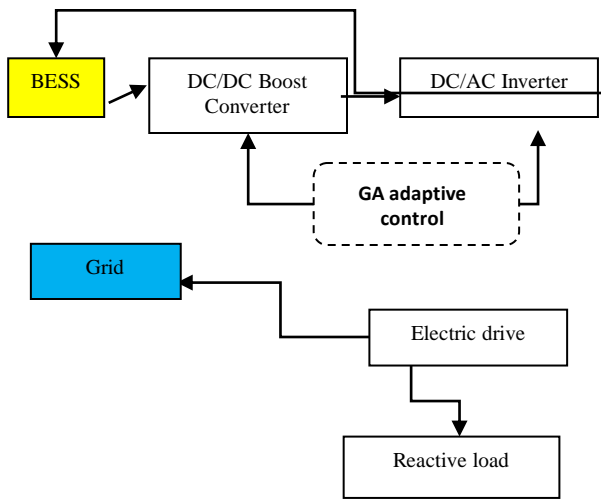 BESS
DC/DC Boost
Converter
DC/AC Inverter
GA adaptive
control
Grid
Electric drive
Reactive load